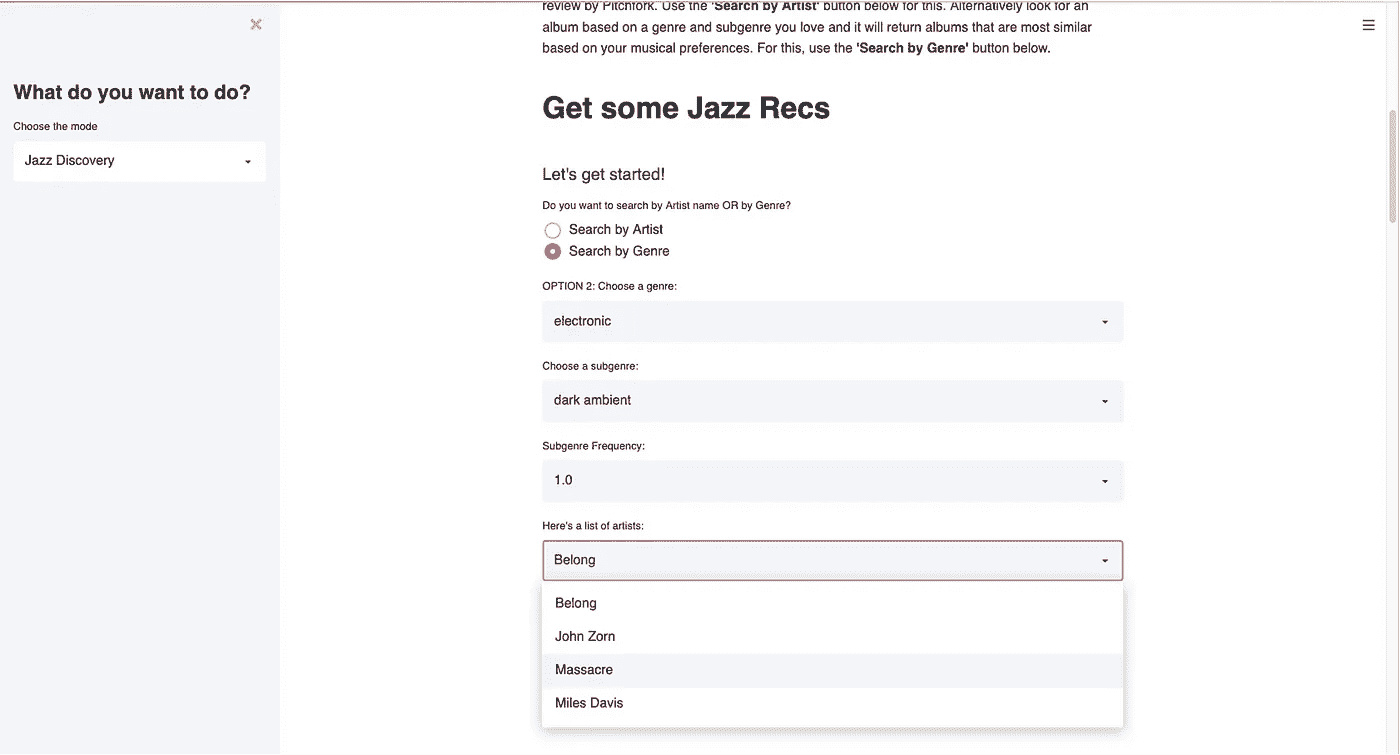 What do you want to do?
Choose the mode
Jazz Discovery
review by Pitchfork. Use the 'Search by Artist' button below for this. Alternatively look for an
album based on a genre and subgenre you love and it will return albums that are most similar
based on your musical preferences. For this, use the 'Search by Genre' button below.
Get some Jazz Recs
Let's get started!
Do you want to search by Artist name OR by Genre?
Search by Artist
Search by Genre
OPTION 2: Choose a genre:
electronic
Choose a subgenre:
dark ambient
Subgenre Frequency:
1.0
Here's a list of artists:
Belong
Belong
John Zorn
Massacre
Miles Davis